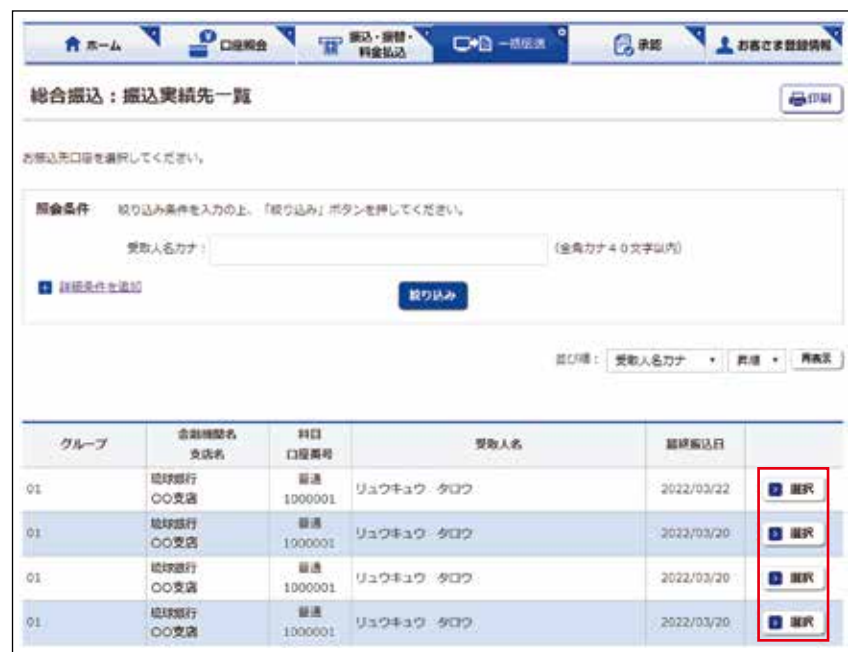 ホーム
口座照会
振込・振替・
料金払込
一括伝送
承認
お客さま登録情報
総合振込：振込実績先一覧
印刷
お振込先口座を選択してください。
照会条件 絞り込み条件を入力の上、「絞り込み」ボタンを押してください。
受取人名カナ：
（全角カナ４０文字以内）
詳細条件を追加
絞り込み
並び順： 受取人名カナ 昇順 再表示
グループ 金融機関名 科目 受取人名 最終振込日
支店名 口座番号
01 琉球銀行 普通 リュウキュウ タロウ 2022/03/22 選択
〇〇支店 1000001
01 琉球銀行 普通 リュウキュウ タロウ 2022/03/20 選択
〇〇支店 1000001
01 琉球銀行 普通 リュウキュウ タロウ 2022/03/20 選択
〇〇支店 1000001
01 琉球銀行 普通 リュウキュウ タロウ 2022/03/20 選択
〇〇支店 1000001